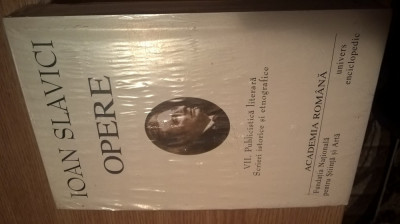 IOAN SLAVICI
OPERE
VII. Publicistică literară
Scrieri istorice și etnografice
ACADEMIA ROMÂNĂ
Fundația Națională
pentru Știință și Artă
univers
enciclopedic